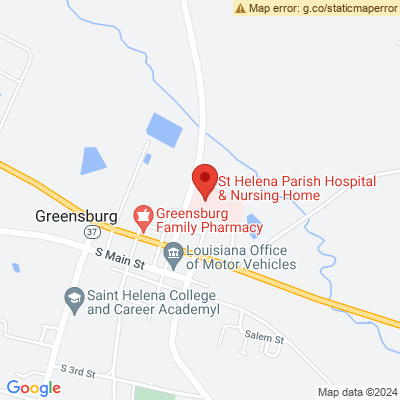 Map error: g.co/staticmaperror
St Helena Parish Hospital
& Nursing Home
Greensburg
Greensburg
Family Pharmacy
37
S Main St
Louisiana Office
of Motor Vehicles
Saint Helena College
and Career Academyl
Salem St
S 3rd St
Google
Map data ©2024